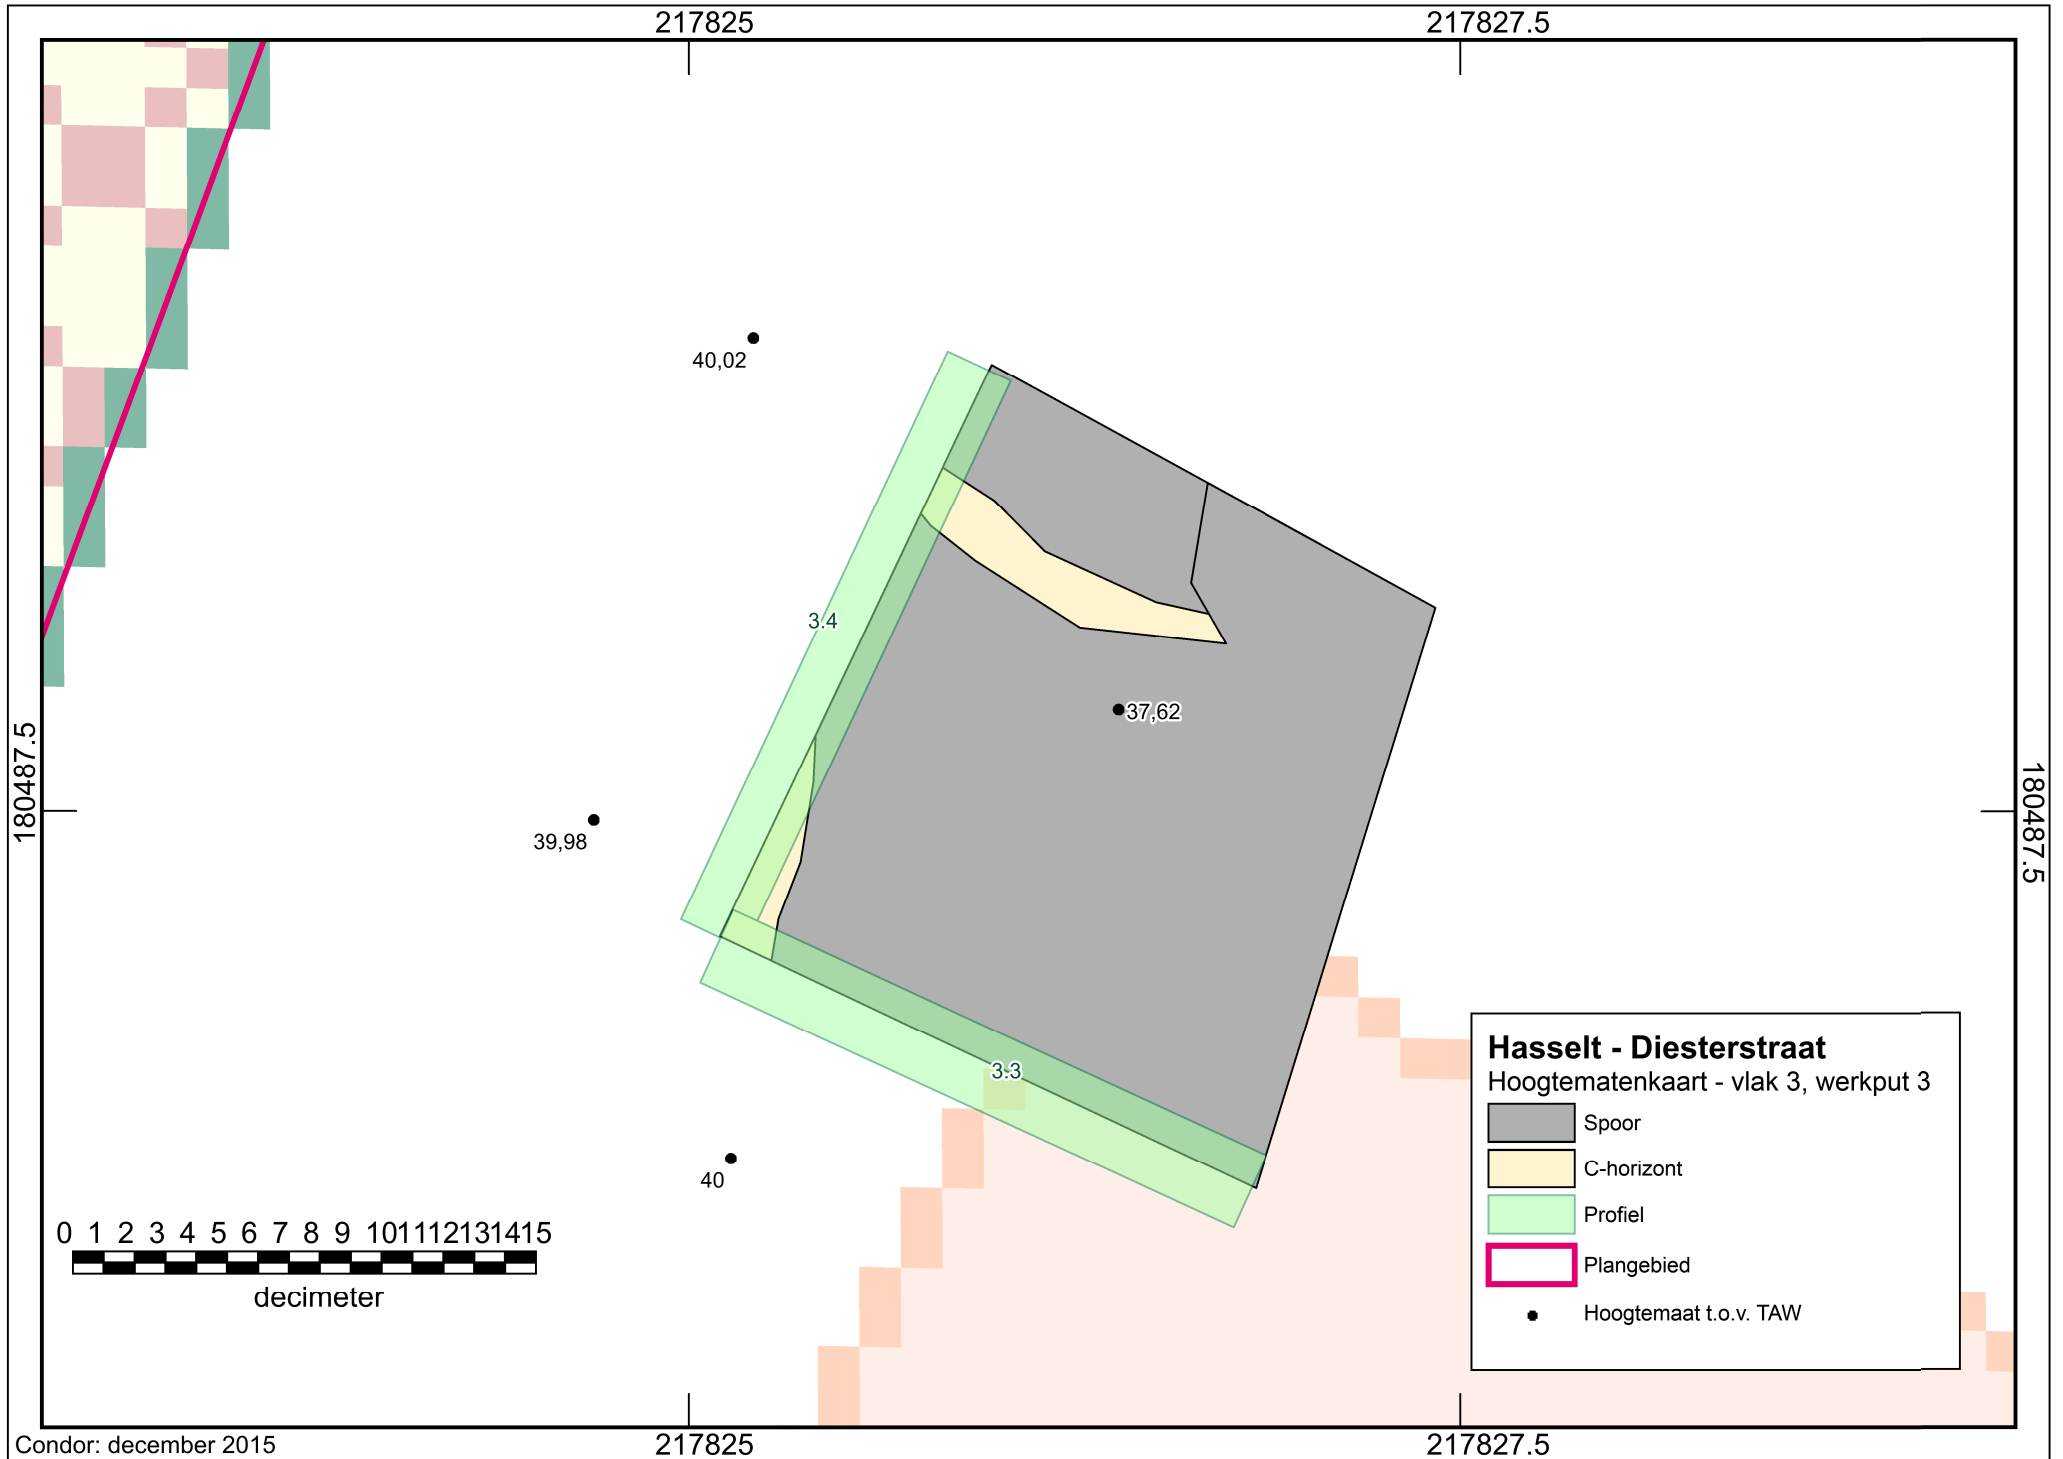 217825 217827.5
40,02
3.4
37,62
180487.5 180487.5
39,98
3.3
40
0 1 2 3 4 5 6 7 8 9 10 11 12 13 14 15
decimeter
Hasselt - Diesterstraat
Hoogtematenkaart - vlak 3, werkput 3
Spoor
C-horizont
Profiel
Plangebied
Hoogtemaat t.o.v. TAW
Condor: december 2015
217825 217827.5